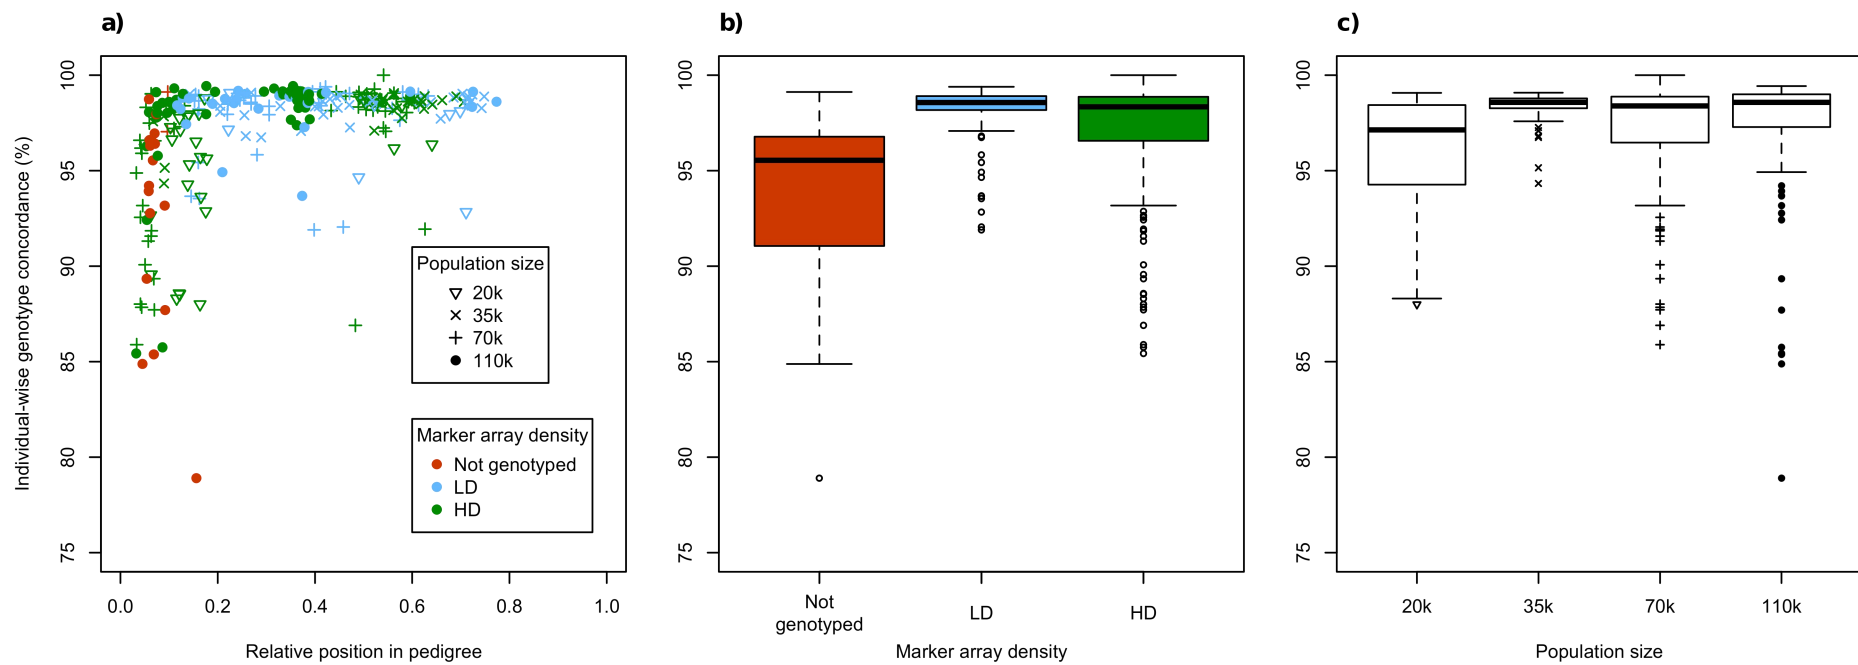 a)
Individual-wise genotype concordance (%)
100
95
90
85
80
75
0.0 0.2 0.4 0.6 0.8 1.0
Relative position in pedigree
Population size
20k
35k
70k
110k
Marker array density
Not genotyped
LD
HD
b)
100
95
90
85
80
75
Not
genotyped
LD
HD
Marker array density
c)
100
95
90
85
80
75
20k 35k 70k 110k
Population size